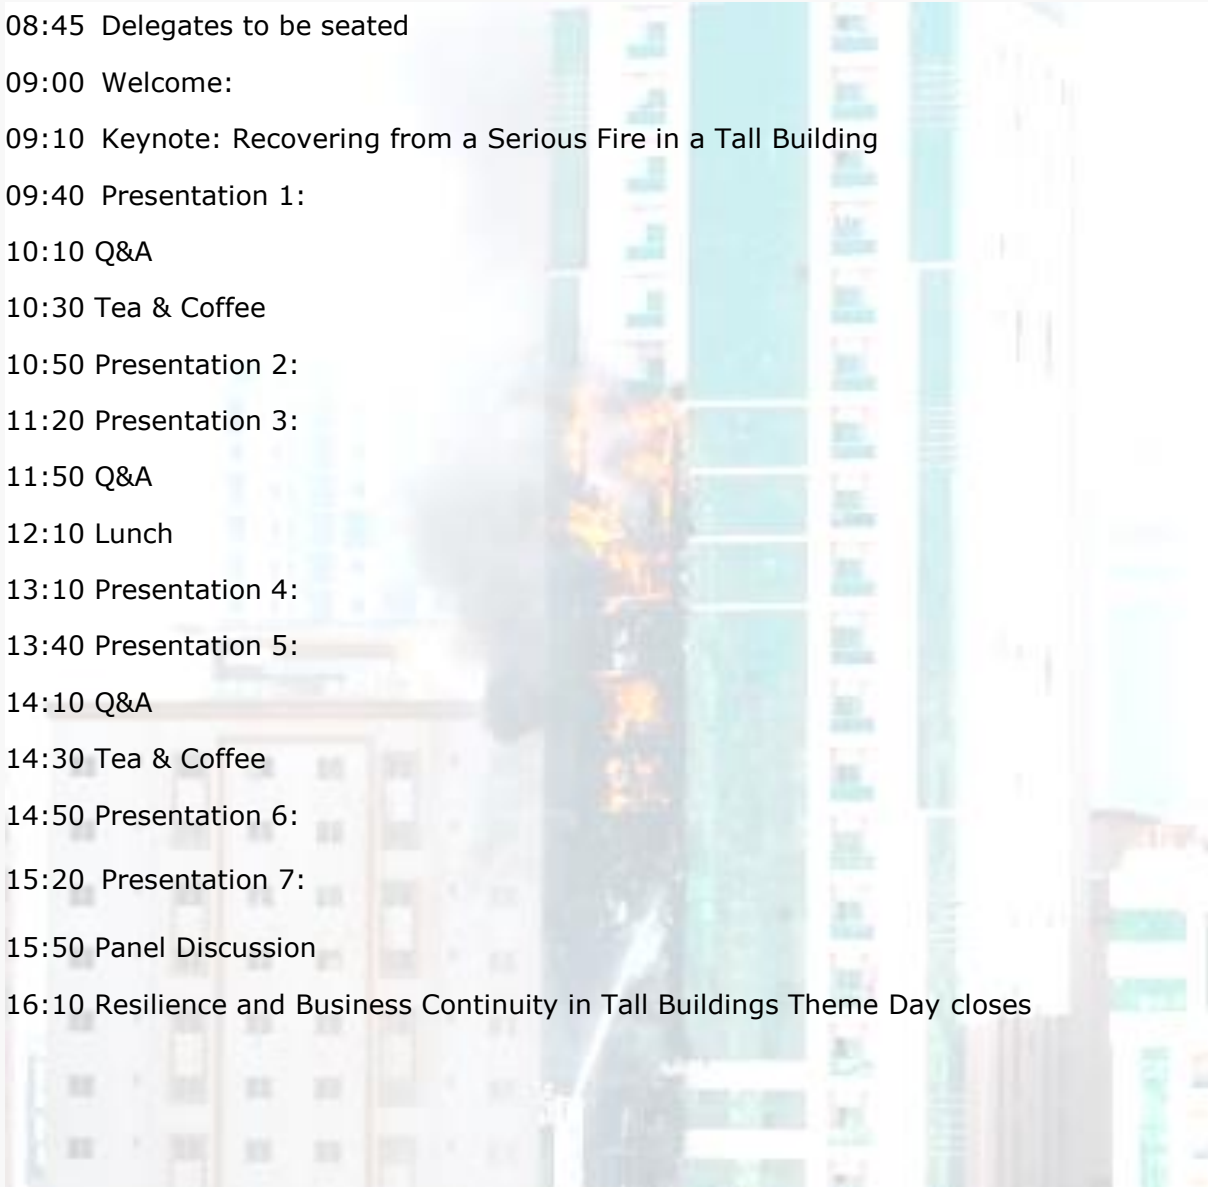 08:45 Delegates to be seated
09:00 Welcome:
09:10 Keynote: Recovering from a Serious Fire in a Tall Building
09:40 Presentation 1:
10:10 Q&A
10:30 Tea & Coffee
10:50 Presentation 2:
11:20 Presentation 3:
11:50 Q&A
12:10 Lunch
13:10 Presentation 4:
13:40 Presentation 5:
14:10 Q&A
14:30 Tea & Coffee
14:50 Presentation 6:
15:20 Presentation 7:
15:50 Panel Discussion
16:10 Resilience and Business Continuity in Tall Buildings Theme Day closes